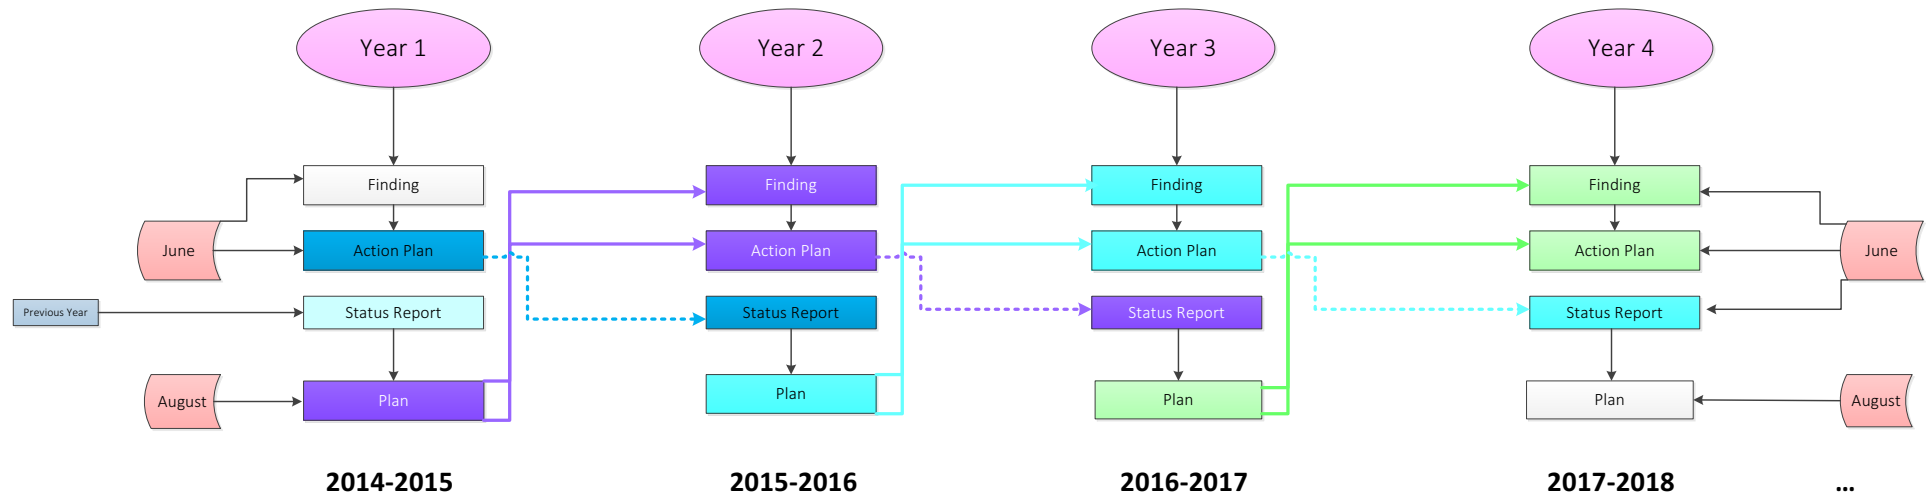 Year 1
Year 2
Year 3
Year 4
Finding
Finding
Finding
Finding
June
Action Plan
Action Plan
Action Plan
Action Plan
June
Previous Year
Status Report
Status Report
Status Report
Status Report
August
Plan
Plan
Plan
Plan
August
2014-2015
2015-2016
2016-2017
2017-2018
...